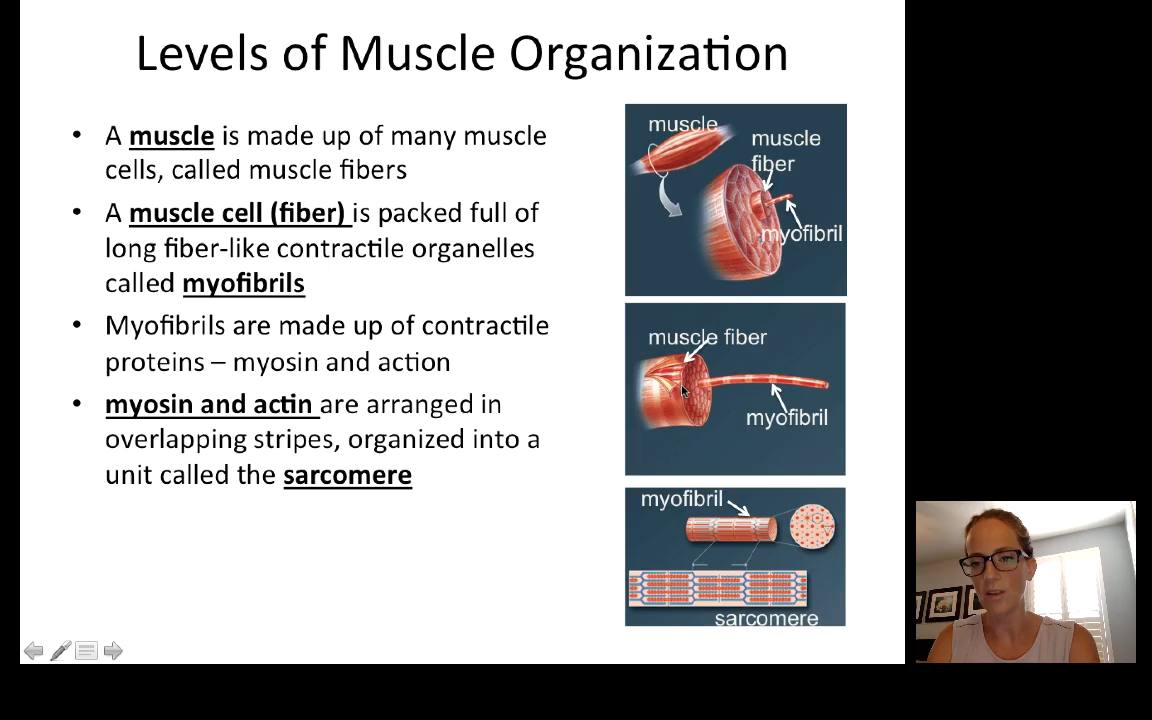 Levels of Muscle Organization
• A muscle is made up of many muscle
cells, called muscle fibers
• A muscle cell (fiber) is packed full of
long fiber-like contractile organelles
called myofibrils
• Myofibrils are made up of contractile
proteins – myosin and action
• myosin and actin are arranged in
overlapping stripes, organized into a
unit called the sarcomere
muscle
muscle
fiber
myofibril
muscle fiber
myofibril
myofibril
sarcomere